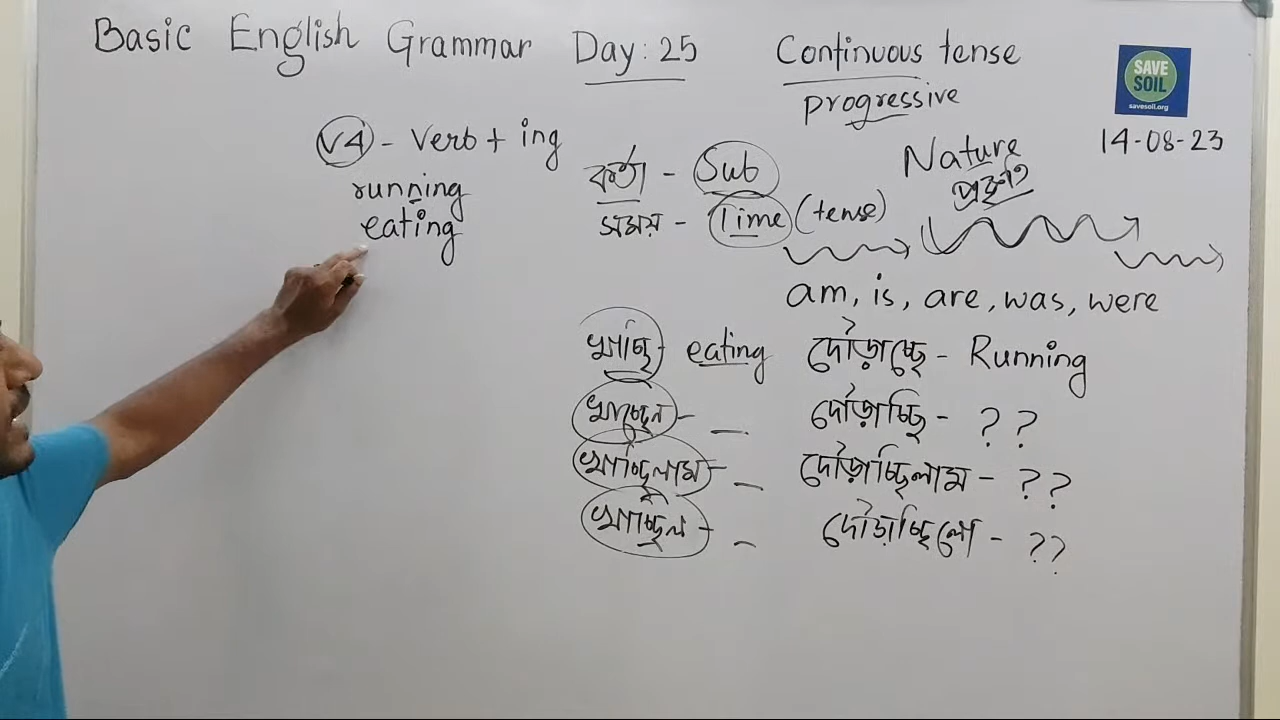 Basic English Grammar Day: 25 Continuous tense
progressive
SAVE
SOIL
savesoil.org
14-08-23
V4 - Verb + ing
running
eating
কর্তা - Sub
সময় - Time (tense)
Nature
প্রকৃতি
am, is, are, was, were
খাচ্ছি - eating দৌড়াচ্ছে - Running
খাচ্ছেন - _ দৌড়াচ্ছি - ??
খাচ্ছিলাম - _ দৌড়াচ্ছিলাম - ??
খাচ্ছিল - _ দৌড়াচ্ছিলো - ??